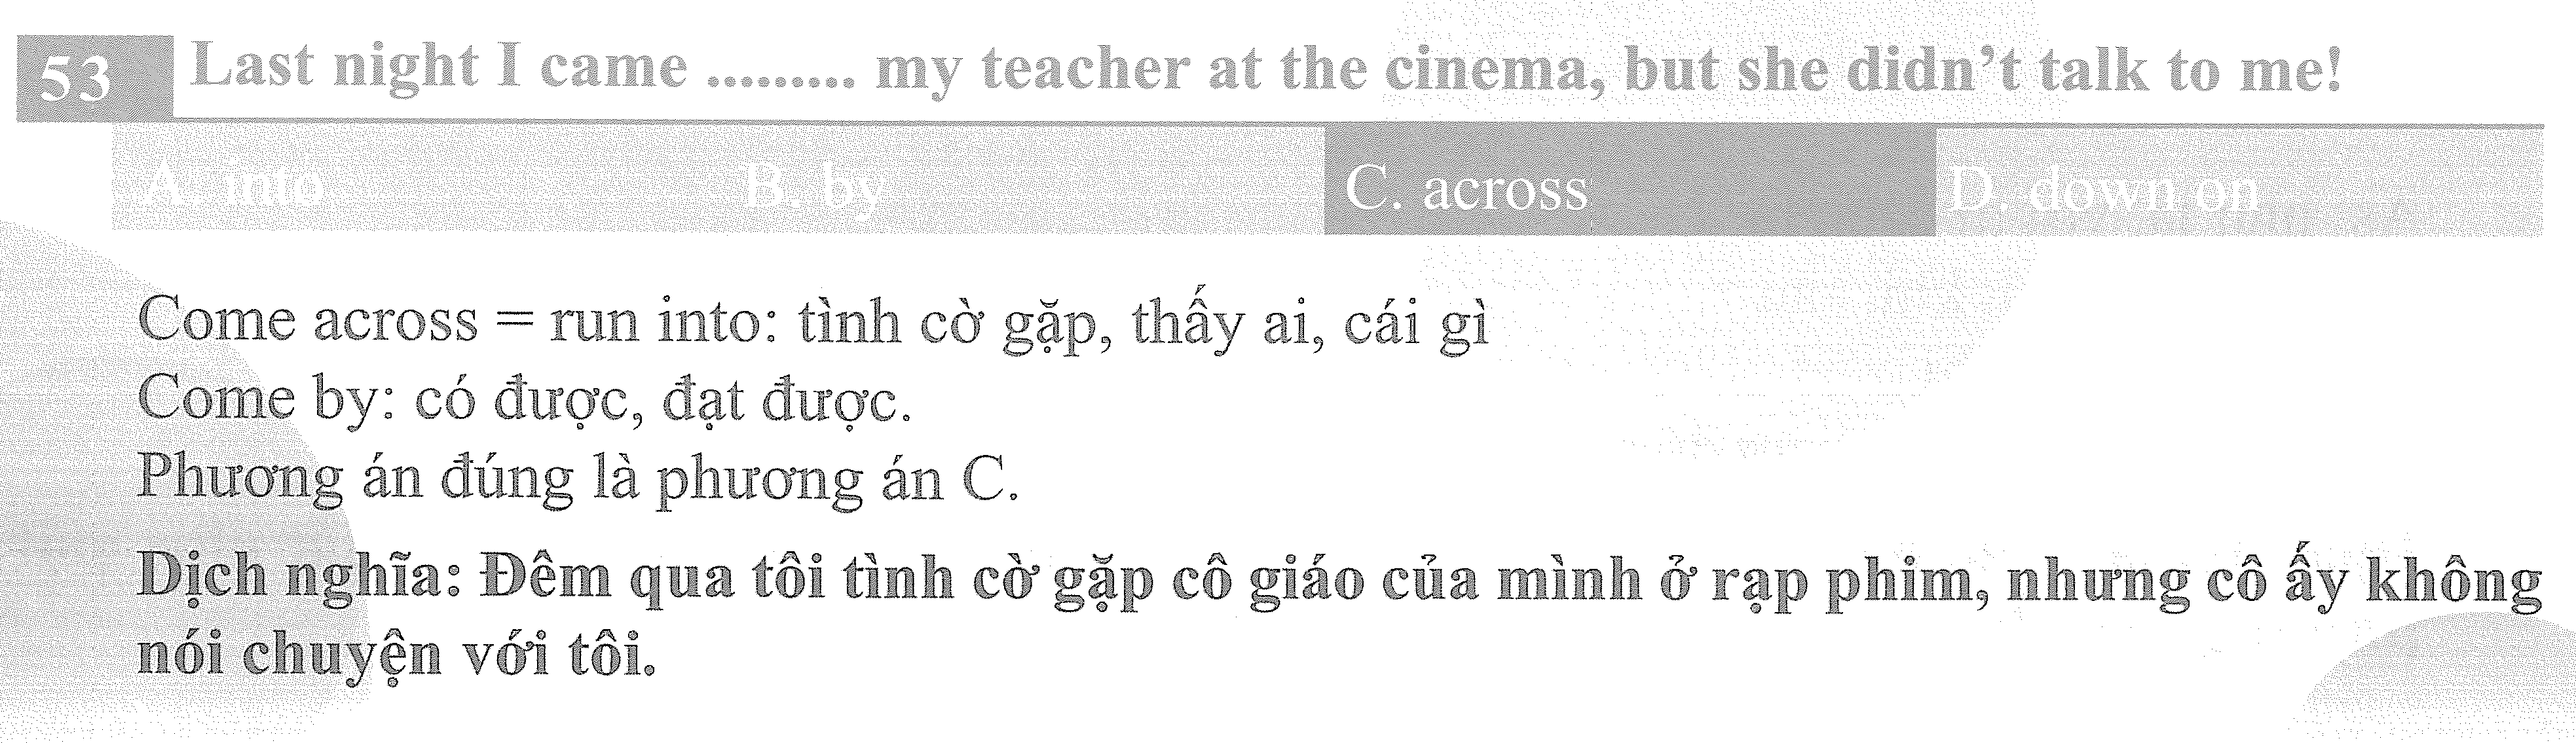 53 Last night I came ......... my teacher at the cinema, but she didn't talk to me!
A. into B. by C. across D. down on
Come across = run into: tình cờ gặp, thấy ai, cái gì
Come by: có được, đạt được.
Phương án đúng là phương án C.
Dịch nghĩa: Đêm qua tôi tình cờ gặp cô giáo của mình ở rạp phim, nhưng cô ấy không
nói chuyện với tôi.